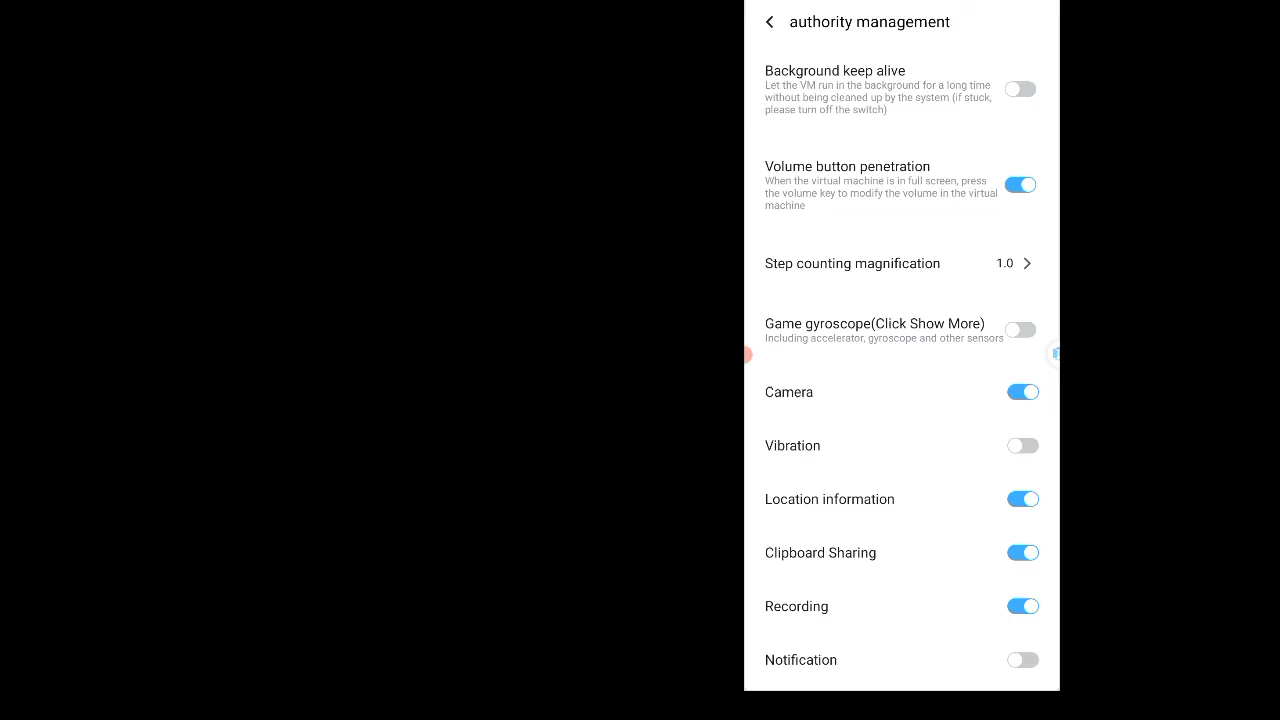 authority management
Background keep alive
Let the VM run in the background for a long time
without being cleaned up by the system (if stuck,
please turn off the switch)
Volume button penetration
When the virtual machine is in full screen, press
the volume key to modify the volume in the virtual
machine
Step counting magnification 1.0
Game gyroscope(Click Show More)
Including accelerator, gyroscope and other sensors
Camera
Vibration
Location information
Clipboard Sharing
Recording
Notification